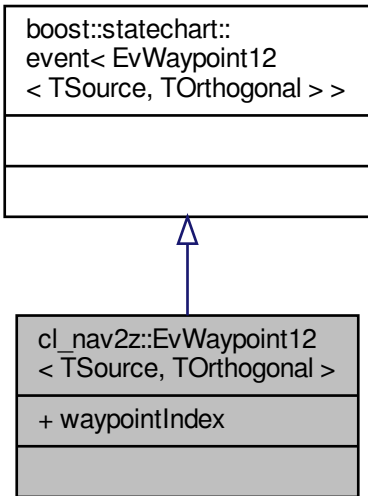 boost::statechart::
event< EvWaypoint12
< TSource, TOrthogonal > >
cl_nav2z::EvWaypoint12
< TSource, TOrthogonal >
+ waypointIndex